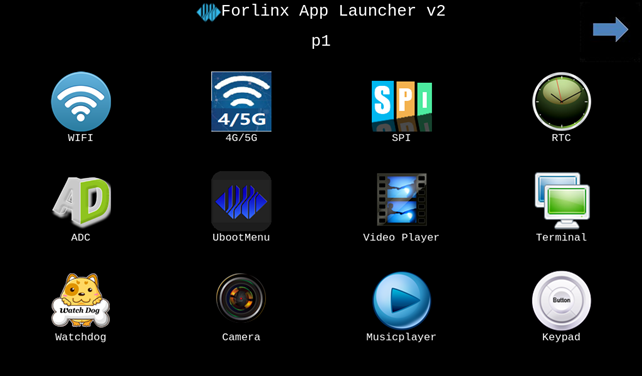 Forlinx App Launcher v2
p1
4/5G
SPI
WIFI
4G/5G
SPI
RTC
AD
ADC
UbootMenu
Video Player
Terminal
Watch Dog
Button
Watchdog
Camera
Musicplayer
Keypad